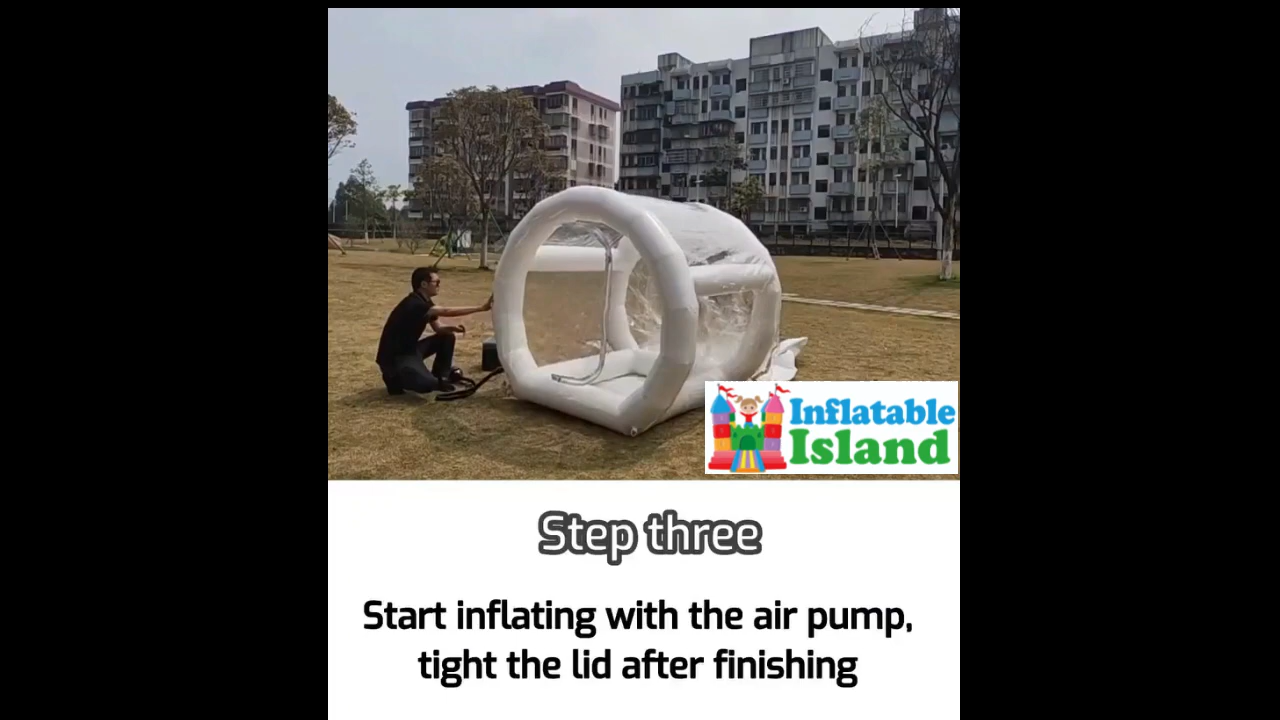 Inflatable
Island
Step three
Start inflating with the air pump,
tight the lid after finishing